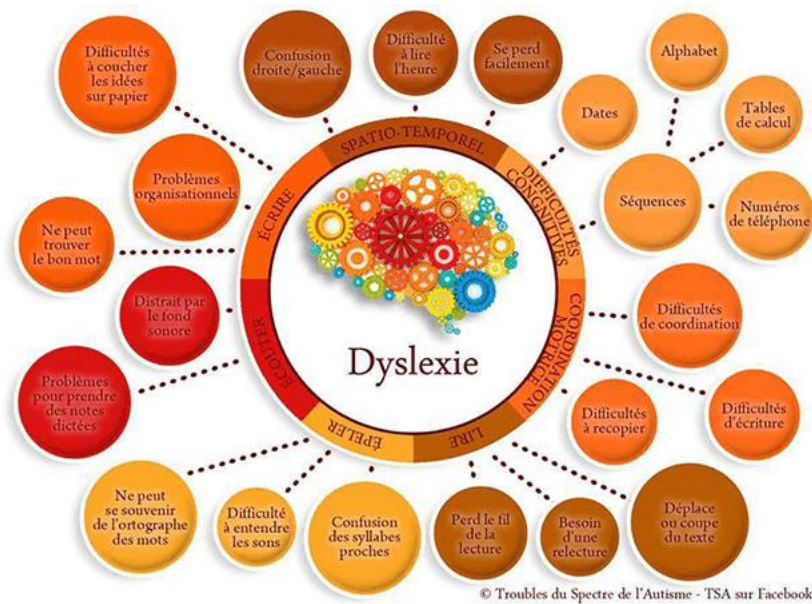 Difficultés
à coucher
les idées
sur papier
Confusion
droite/gauche
Difficulté
à lire
l'heure
Se perd
facilement
Alphabet
Dates
Tables
de calcul
Séquences
Numéros
de téléphone
Problèmes
organisationnels
Ne peut
trouver
le bon mot
Distrait par
le fond
sonore
Problèmes
pour prendre
des notes
dictées
SPATIO-TEMPOREL
DIFFICULTÉS
CONGNITIVES
COORDINATION
MOTRICE
LIRE
ÉPELER
ÉCOUTER
ÉCRIRE
Dyslexie
Difficultés
de coordination
Difficultés
à recopier
Difficultés
d'écriture
Ne peut
se souvenir
de l'ortographe
des mots
Difficulté
à entendre
les sons
Confusion
des syllabes
proches
Perd le fil
de la
lecture
Besoin
d'une
relecture
Déplace
ou coupe
du texte
© Troubles du Spectre de l'Autisme - TSA sur Facebook